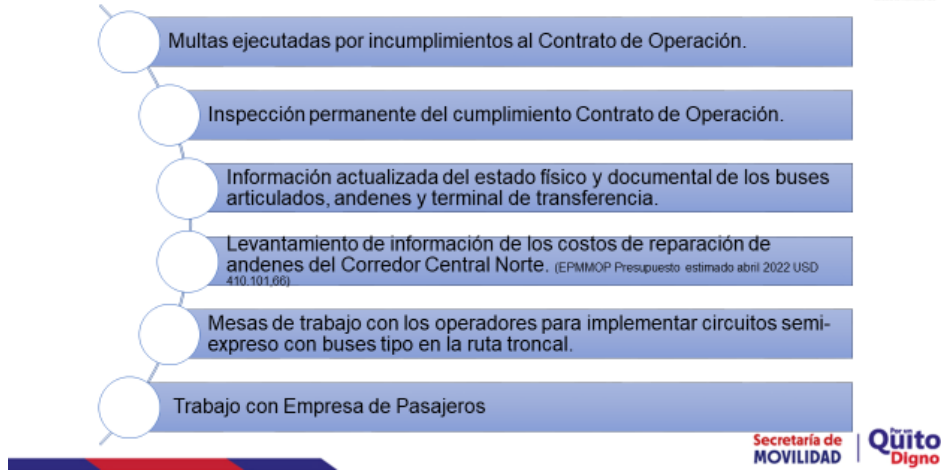 Multas ejecutadas por incumplimientos al Contrato de Operación.
Inspección permanente del cumplimiento Contrato de Operación.
Información actualizada del estado físico y documental de los buses
articulados, andenes y terminal de transferencia.
Levantamiento de información de los costos de reparación de
andenes del Corredor Central Norte. (EPMMOP Presupuesto estimado abril 2022 USD
410.101,66)
Mesas de trabajo con los operadores para implementar circuitos semi-
expreso con buses tipo en la ruta troncal.
Trabajo con Empresa de Pasajeros
Secretaría de
MOVILIDAD
Por un
Quito
Digno